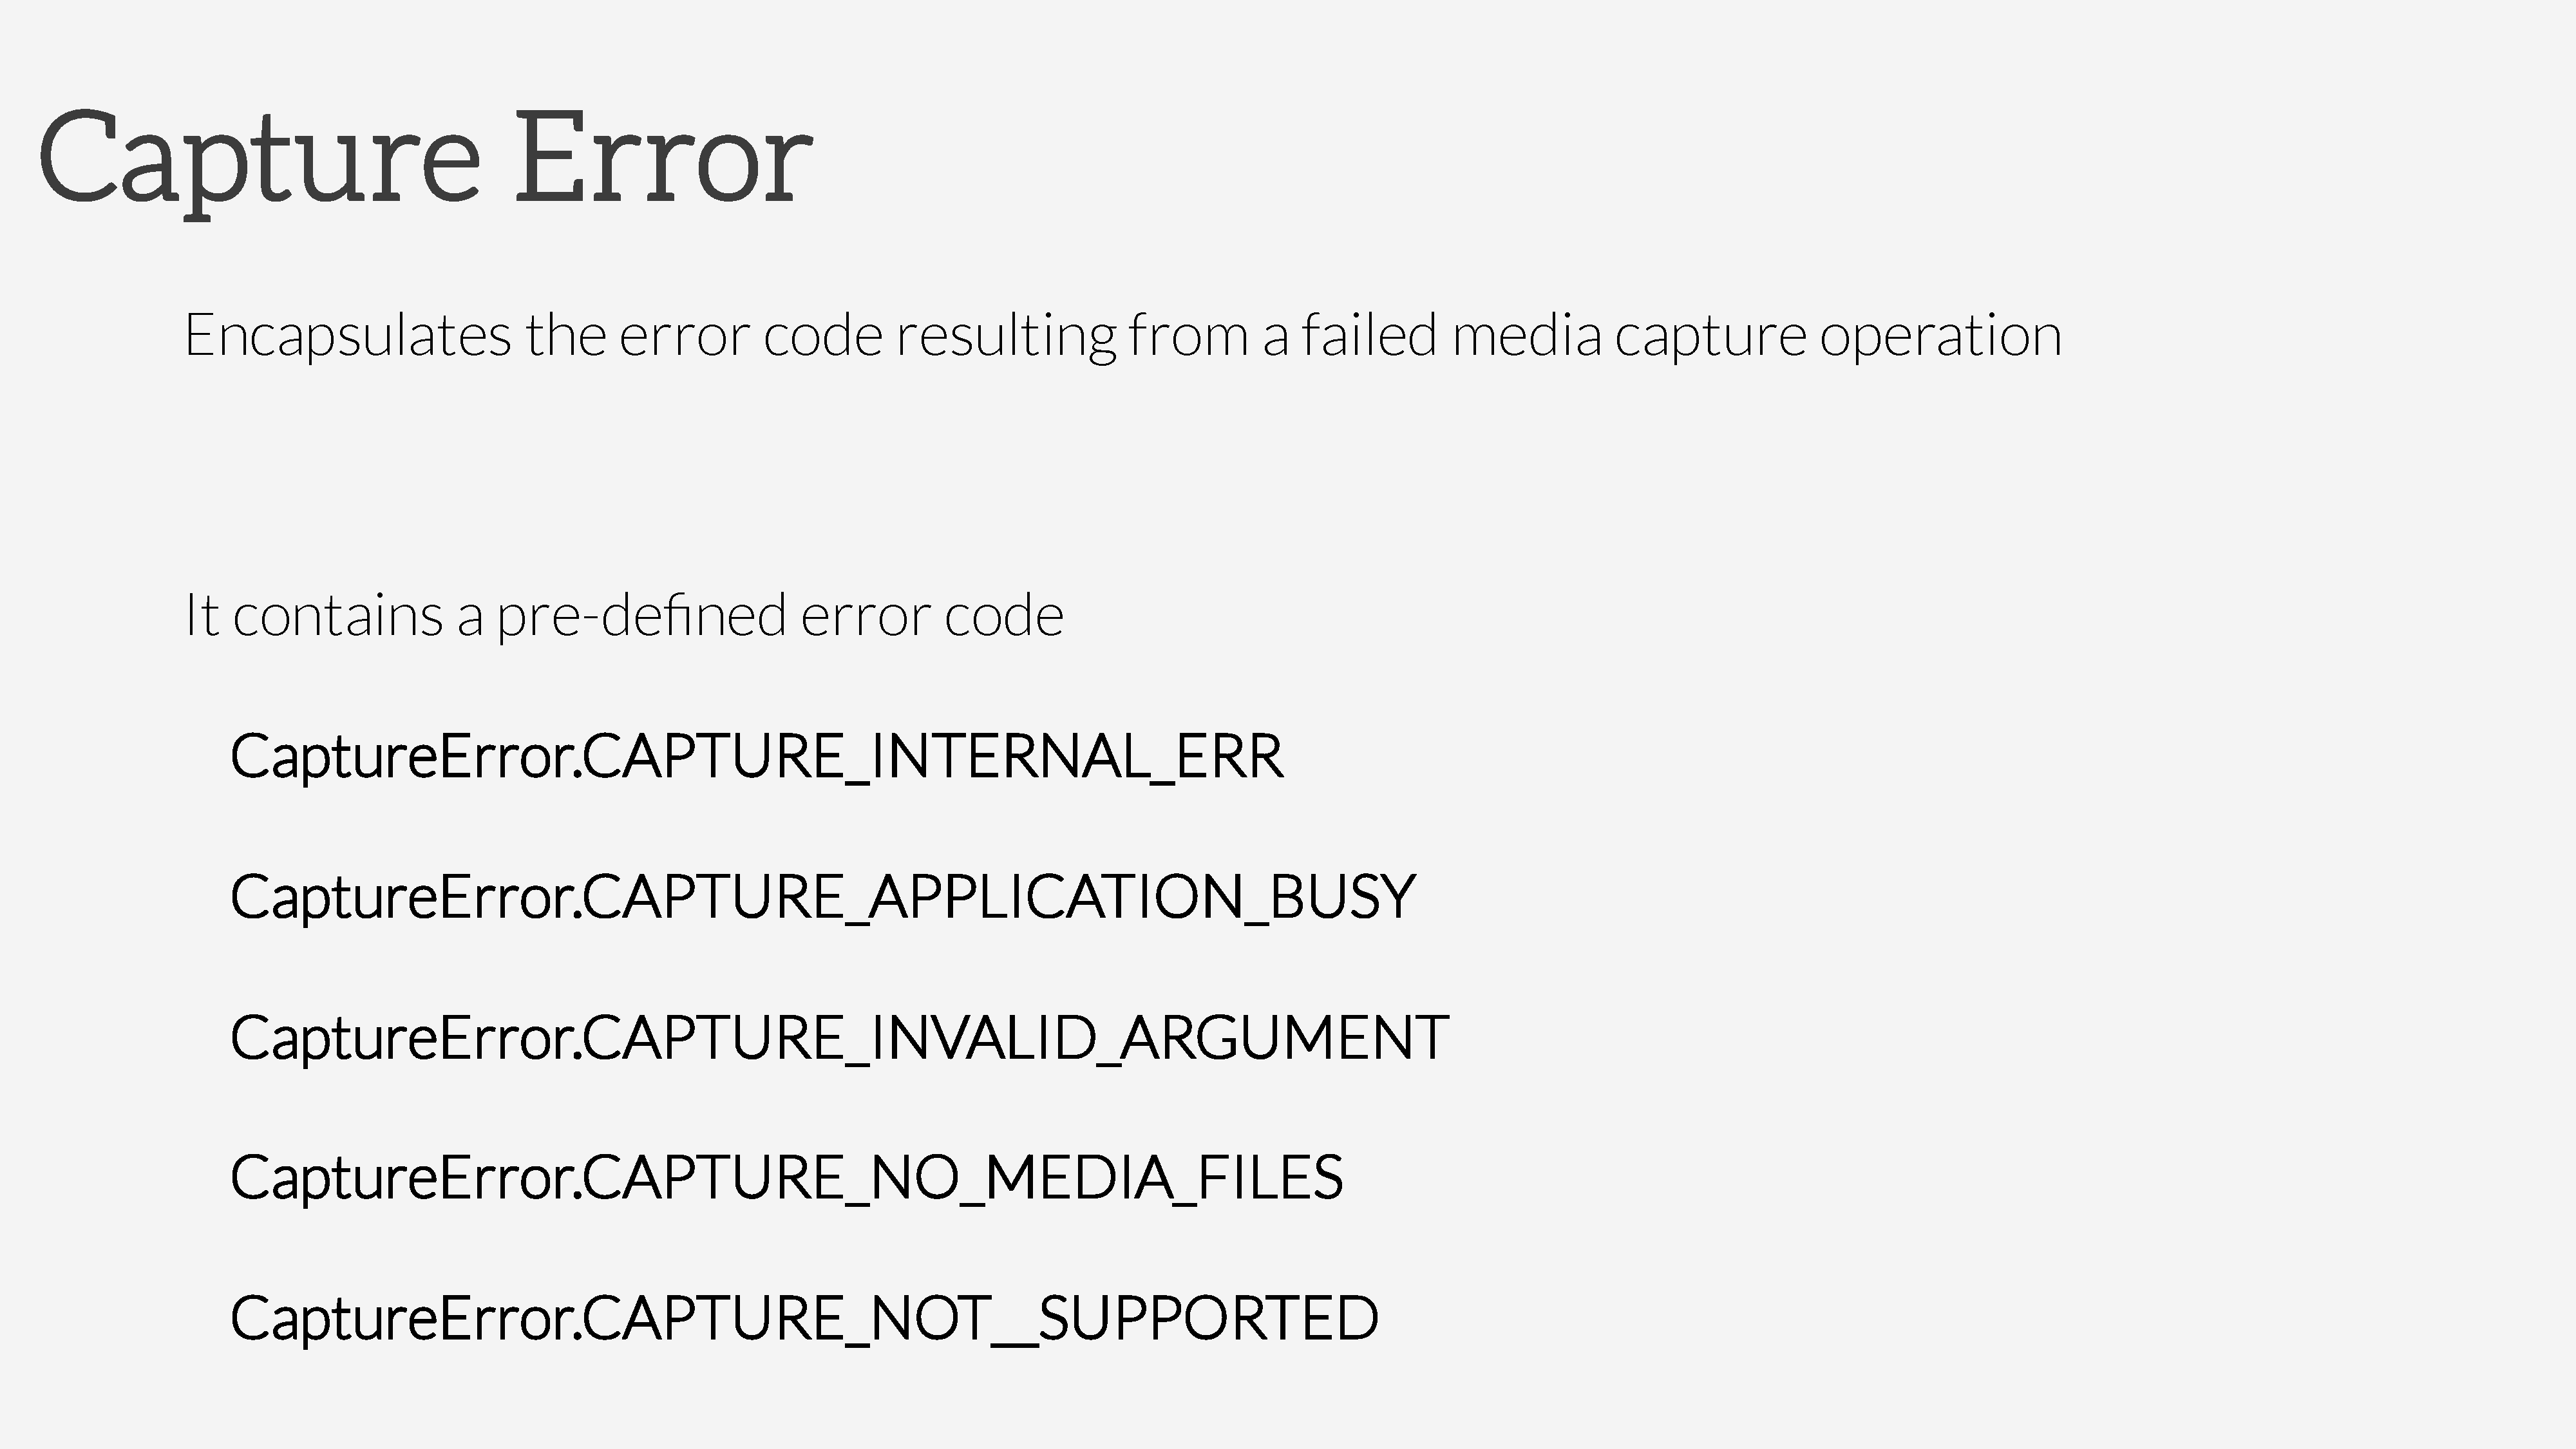 Capture Error
Encapsulates the error code resulting from a failed media capture operation
It contains a pre-defined error code
CaptureError.CAPTURE_INTERNAL_ERR
CaptureError.CAPTURE_APPLICATION_BUSY
CaptureError.CAPTURE_INVALID_ARGUMENT
CaptureError.CAPTURE_NO_MEDIA_FILES
CaptureError.CAPTURE_NOT__SUPPORTED